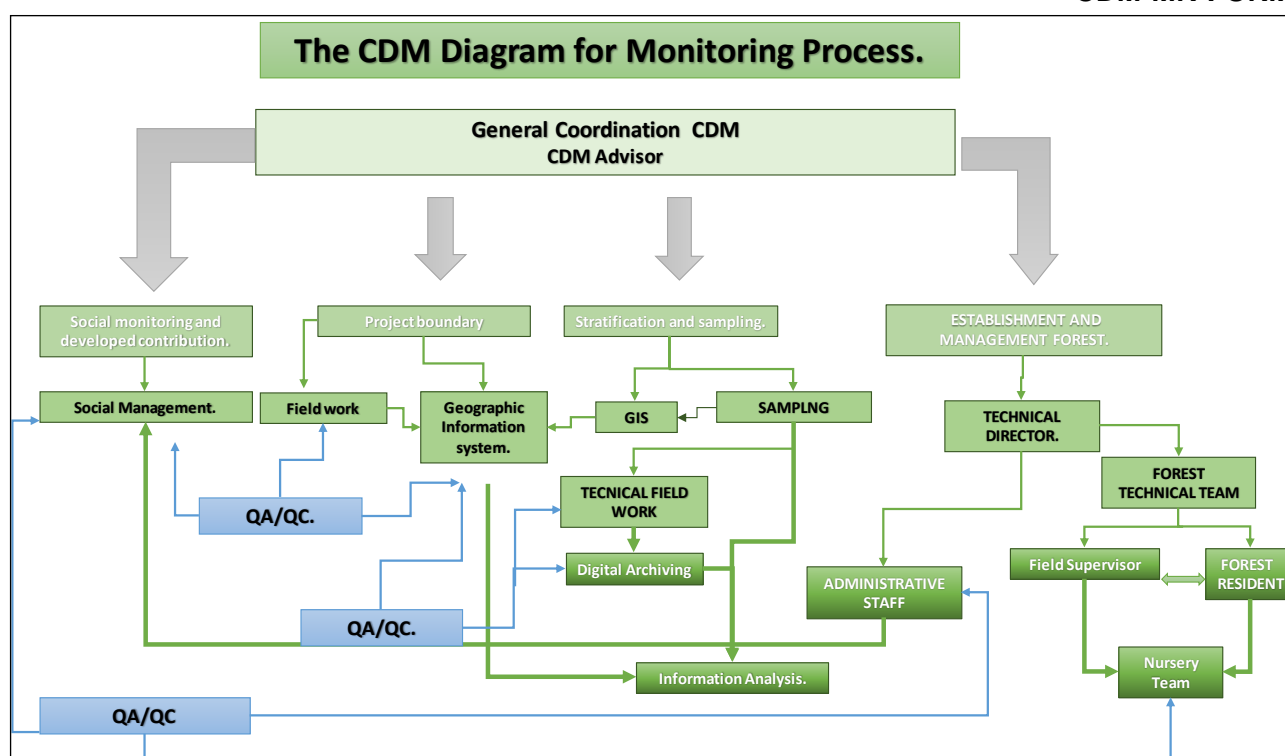 The CDM Diagram for Monitoring Process.
General Coordination CDM
CDM Advisor
Social monitoring and
developed contribution.
Project boundary
Stratification and sampling.
ESTABLISHMENT AND
MANAGEMENT FOREST.
Social Management.
Field work
Geographic
Information
system.
GIS
SAMPLNG
TECHNICAL
DIRECTOR.
FOREST
TECHNICAL TEAM
QA/QC.
TECNICAL FIELD
WORK
Digital Archiving
Field Supervisor
FOREST
RESIDENT
ADMINISTRATIVE
STAFF
QA/QC.
Information Analysis.
Nursery
Team
QA/QC